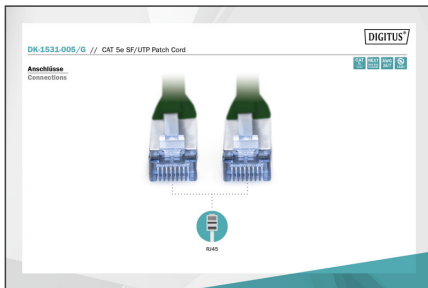 DIGITUS®
DK-1531-005/G // CAT 5e SF/UTP Patch Cord
Anschlüsse
Connections
RJ45